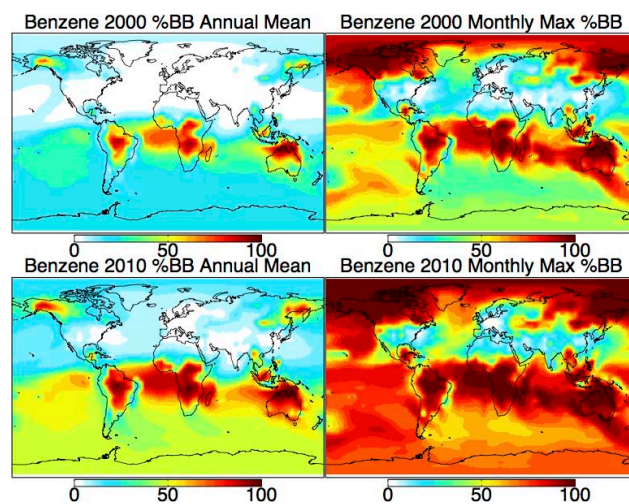 Benzene 2000 %BB Annual Mean
Benzene 2000 Monthly Max %BB
0 50 100
0 50 100
Benzene 2010 %BB Annual Mean
Benzene 2010 Monthly Max %BB
0 50 100
0 50 100